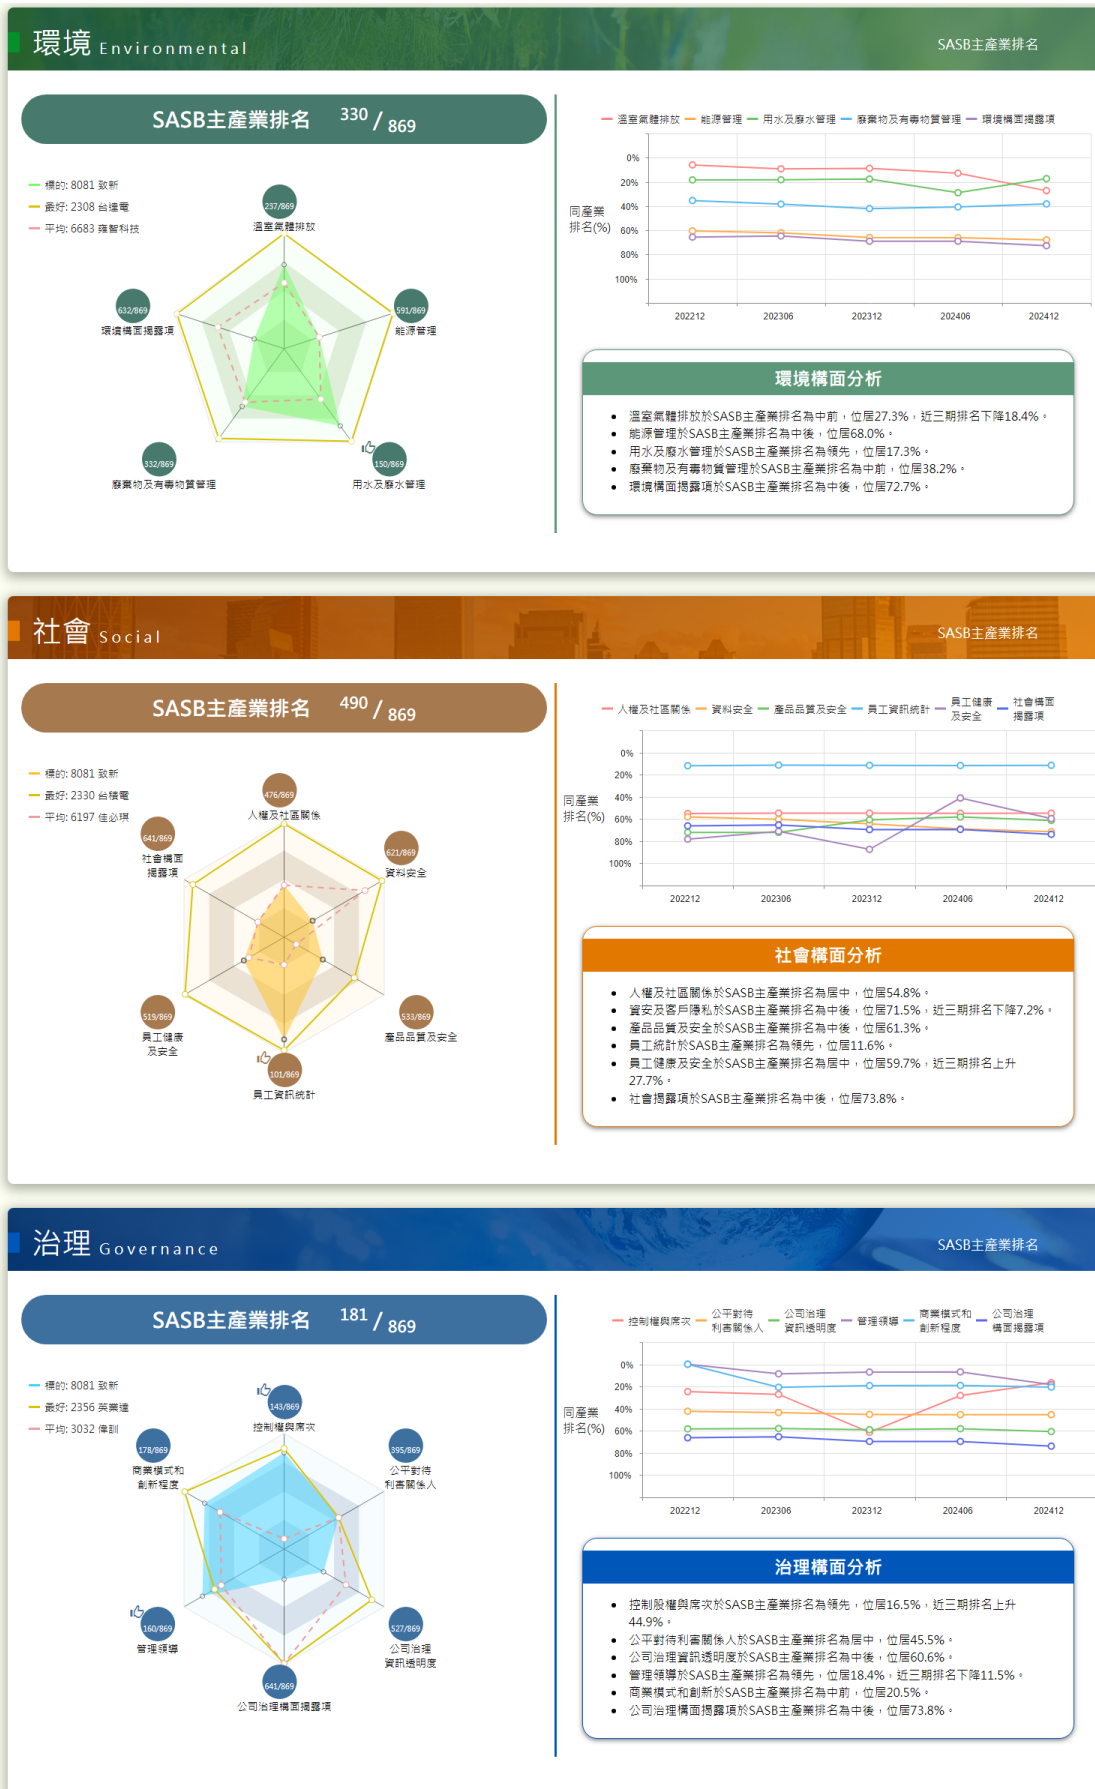 環境 Environmental
SASB主產業排名
SASB主產業排名 330 / 869
標的: 8081 致新
最好: 2308 台達電
平均: 6683 雍智科技
237/869
溫室氣體排放
632/869
環境構面揭露項
591/869
能源管理
332/869
廢棄物及有毒物質管理
150/869
用水及廢水管理
溫室氣體排放 能源管理 用水及廢水管理 廢棄物及有毒物質管理 環境構面揭露項
同產業
排名(%)
0%
20%
40%
60%
80%
100%
202212 202306 202312 202406 202412
環境構面分析
溫室氣體排放於SASB主產業排名為中前，位居27.3%，近三期排名下降18.4%。
能源管理於SASB主產業排名為中後，位居68.0%。
用水及廢水管理於SASB主產業排名為領先，位居17.3%。
廢棄物及有毒物質管理於SASB主產業排名為中前，位居38.2%。
環境構面揭露項於SASB主產業排名為中後，位居72.7%。
社會 Social
SASB主產業排名
SASB主產業排名 490 / 869
標的: 8081 致新
最好: 2330 台積電
平均: 6197 佳必琪
476/869
人權及社區關係
641/869
社會構面
揭露項
621/869
資料安全
519/869
員工健康
及安全
533/869
產品品質及安全
101/869
員工資訊統計
人權及社區關係 資料安全 產品品質及安全 員工資訊統計 員工健康
及安全 社會構面
揭露項
同產業
排名(%)
0%
20%
40%
60%
80%
100%
202212 202306 202312 202406 202412
社會構面分析
人權及社區關係於SASB主產業排名為居中，位居54.8%。
資安及客戶隱私於SASB主產業排名為中後，位居71.5%，近三期排名下降7.2%。
產品品質及安全於SASB主產業排名為中後，位居61.3%。
員工統計於SASB主產業排名為領先，位居11.6%。
員工健康及安全於SASB主產業排名為居中，位居59.7%，近三期排名上升
27.7%。
社會揭露項於SASB主產業排名為中後，位居73.8%。
治理 Governance
SASB主產業排名
SASB主產業排名 181 / 869
標的: 8081 致新
最好: 2356 英業達
平均: 3032 偉訓
143/869
控制權與席次
178/869
商業模式和
創新程度
395/869
公平對待
利害關係人
160/869
管理領導
527/869
公司治理
資訊透明度
641/869
公司治理構面揭露項
控制權與席次 公平對待
利害關係人 公司治理
資訊透明度 管理領導 商業模式和
創新程度 公司治理
構面揭露項
同產業
排名(%)
0%
20%
40%
60%
80%
100%
202212 202306 202312 202406 202412
治理構面分析
控制股權與席次於SASB主產業排名為領先，位居16.5%，近三期排名上升
44.9%。
公平對待利害關係人於SASB主產業排名為居中，位居45.5%。
公司治理資訊透明度於SASB主產業排名為中後，位居60.6%。
管理領導於SASB主產業排名為領先，位居18.4%，近三期排名下降11.5%。
商業模式和創新於SASB主產業排名為中前，位居20.5%。
公司治理構面揭露項於SASB主產業排名為中後，位居73.8%。